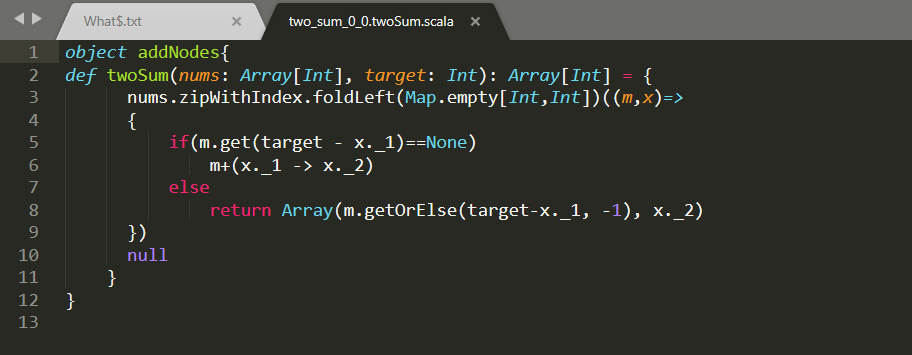 What$.txt × two_sum_0_0.twoSum.scala ×
1 object addNodes{
2 def twoSum(nums: Array[Int], target: Int): Array[Int] = {
3 nums.zipWithIndex.foldLeft(Map.empty[Int,Int])((m,x)=>
4 {
5 if(m.get(target - x._1)==None)
6 m+(x._1 -> x._2)
7 else
8 return Array(m.getOrElse(target-x._1, -1), x._2)
9 })
10 null
11 }
12 }
13